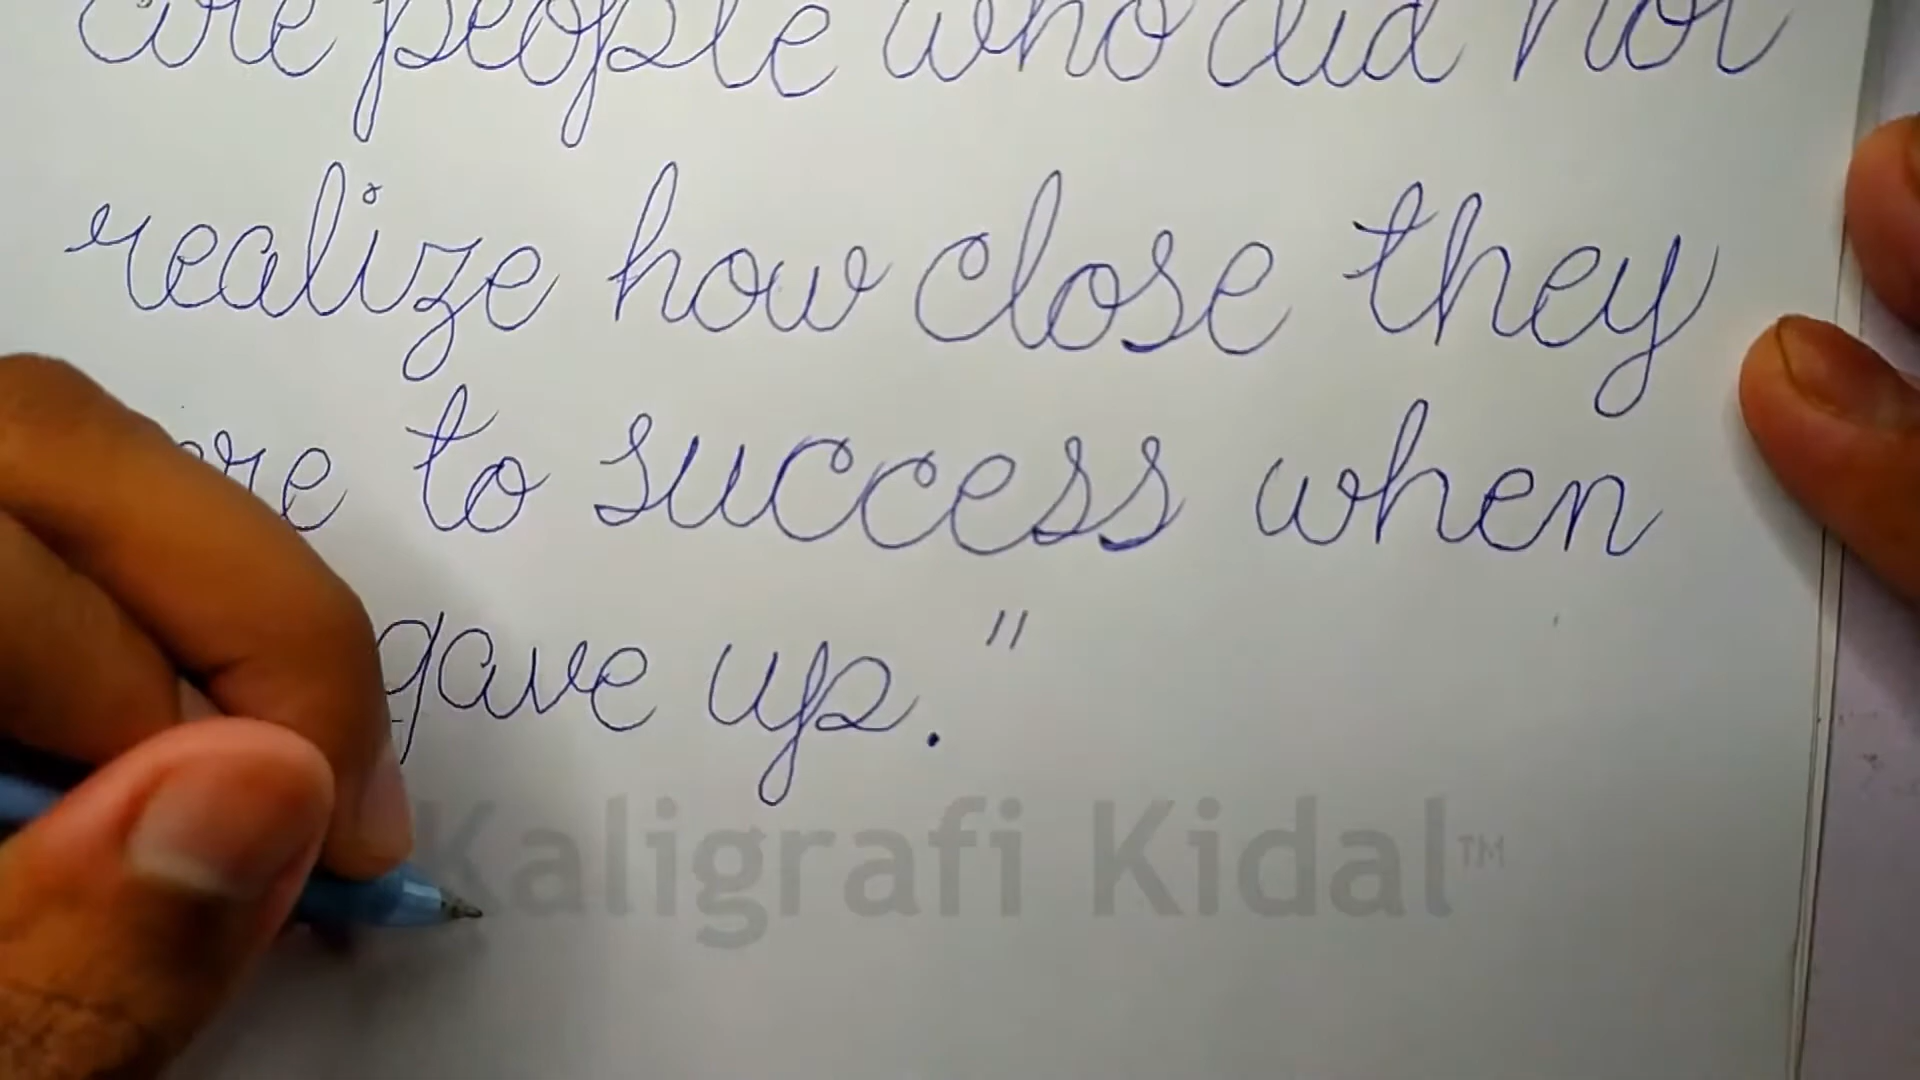 are people who did not
realize how close they
to success when
gave up."
Kaligrafi Kidal™